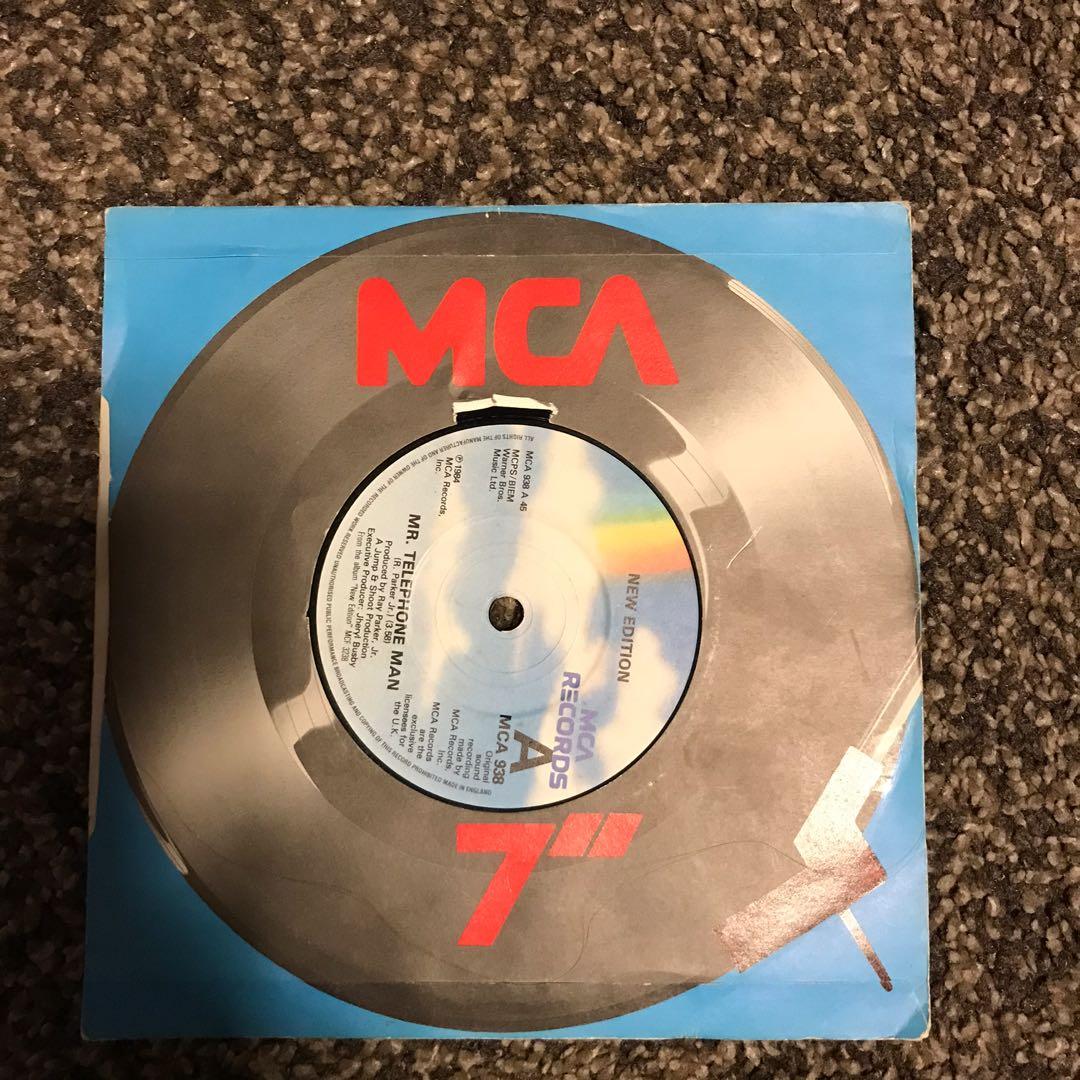 MCA
MCA RECORDS
NEW EDITION
MCA 938 A 45
MCPS/BIEM
Warner Bros.
Music Ltd.
A
MCA 938
Original
sound
recording
made by
MCA Records,
Inc.
MCA Records
are the
exclusive
licensees for
the U.K.
℗1984
MCA Records,
Inc.
MR. TELEPHONE MAN
(R. Parker Jr.) (3:58)
Produced by Ray Parker, Jr.
A Jump & Shoot Production
Executive Producer: Jheryl Busby
From the album "New Edition" MCF 3238
ALL RIGHTS OF THE MANUFACTURER AND OF THE OWNER OF THE RECORDED WORK RESERVED UNAUTHORISED PUBLIC PERFORMANCE BROADCASTING AND COPYING OF THIS RECORD PROHIBITED MADE IN ENGLAND
7"